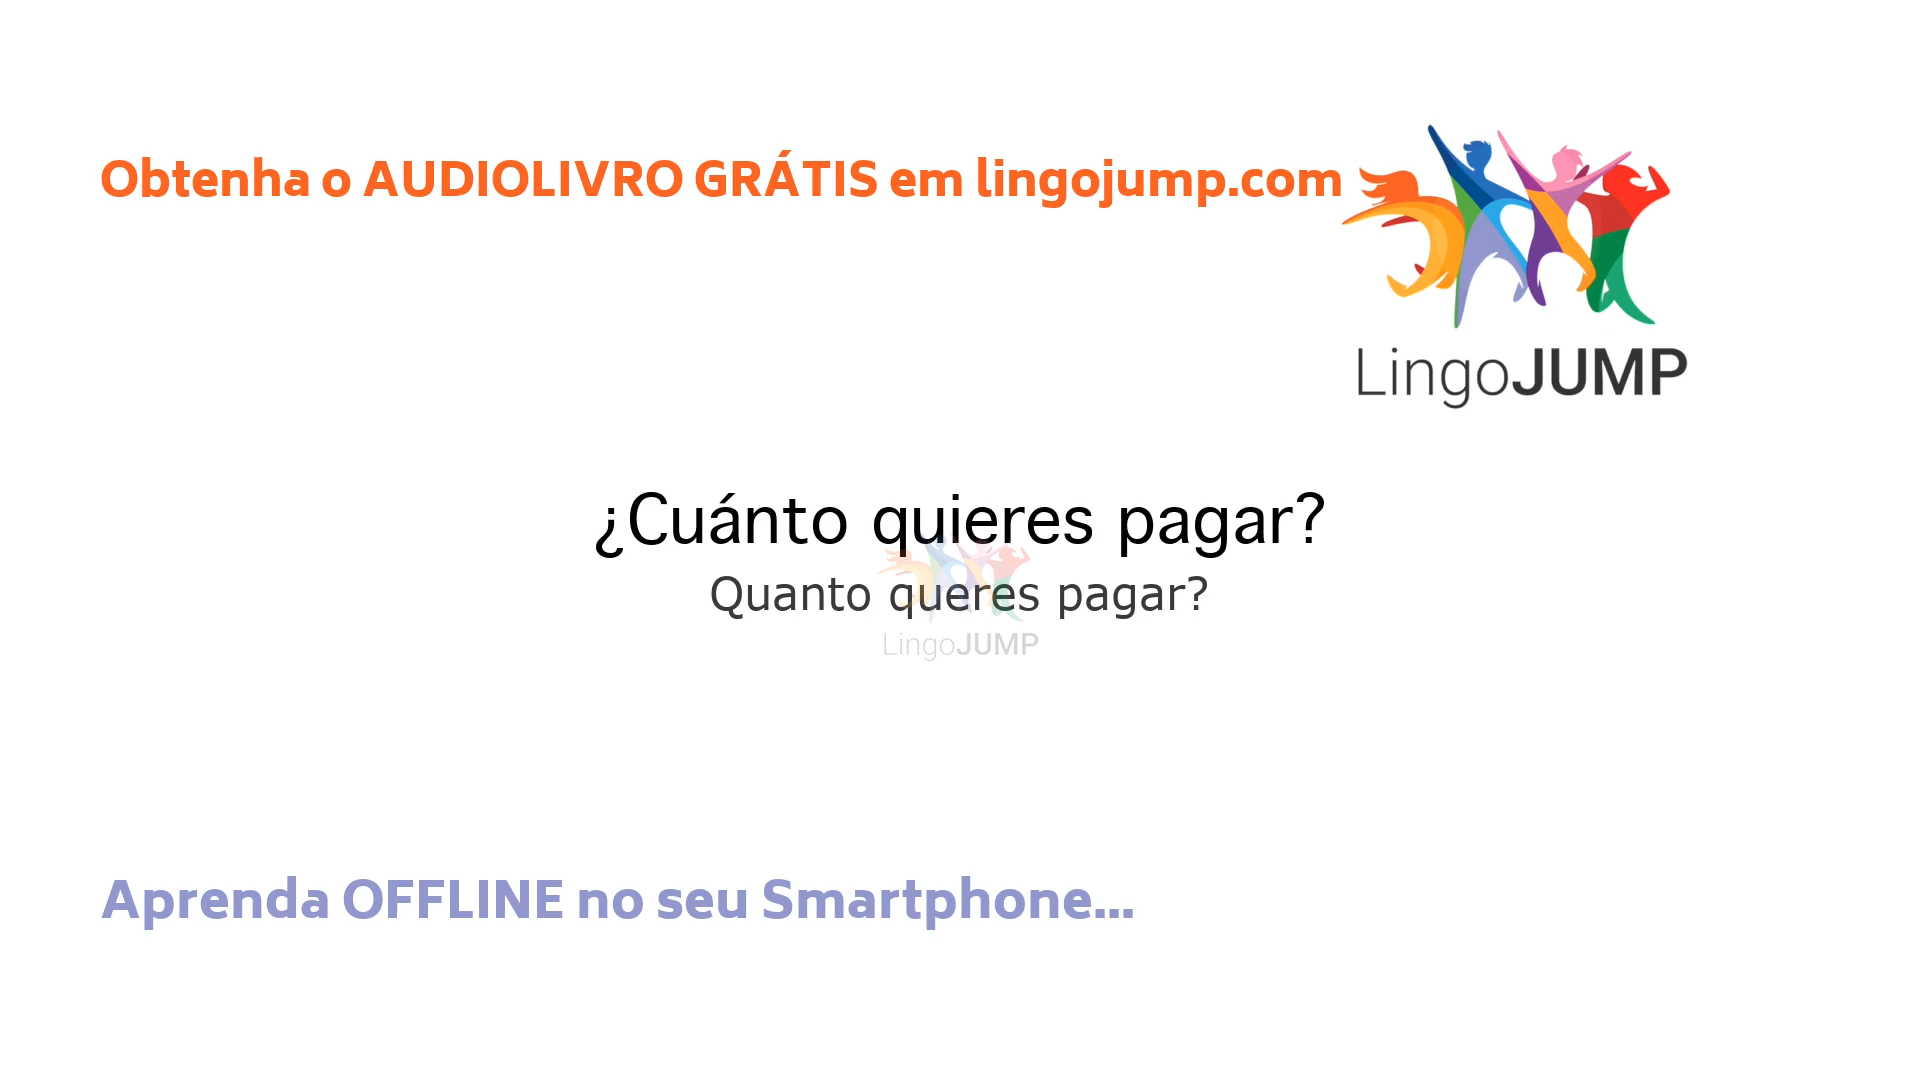 Obtenha o AUDIOLIVRO GRÁTIS em lingojump.com
LingoJUMP
¿Cuánto quieres pagar?
Quanto queres pagar?
LingoJUMP
Aprenda OFFLINE no seu Smartphone...